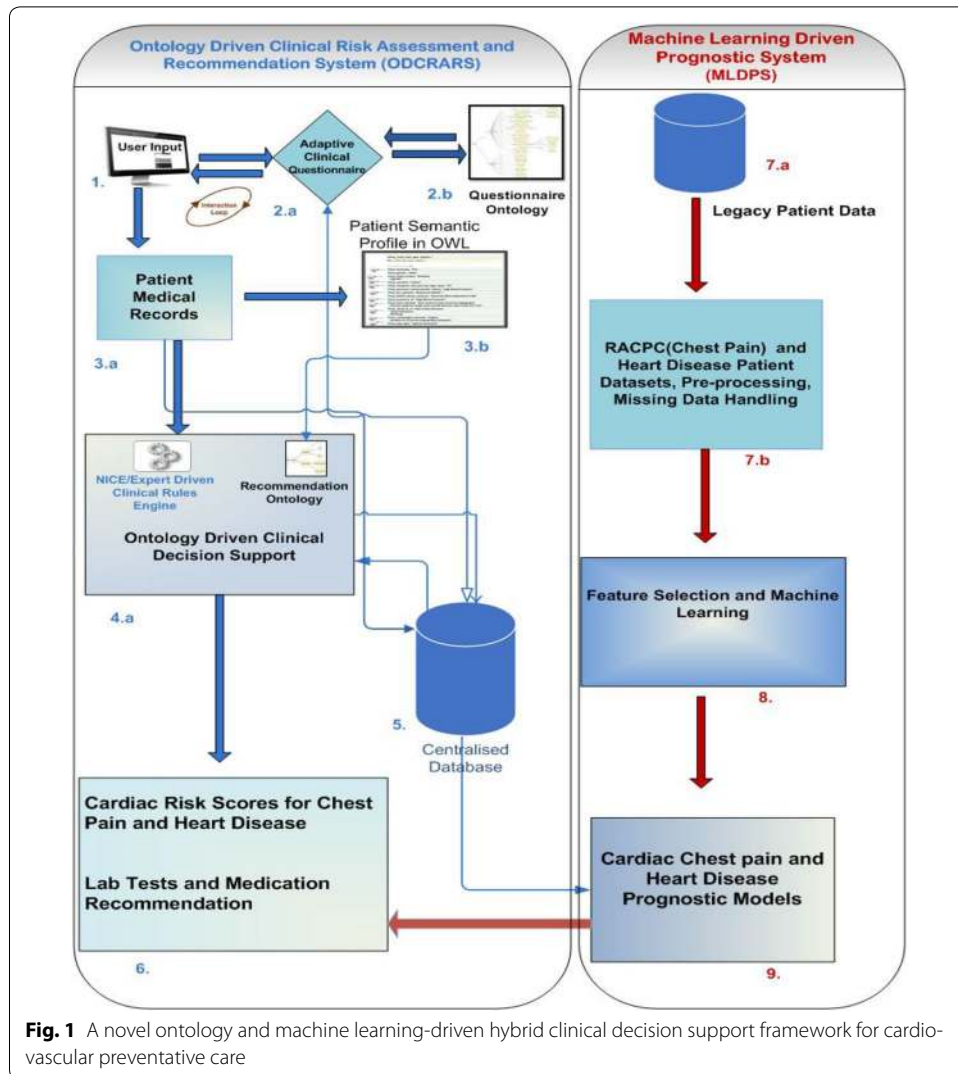 Ontology Driven Clinical Risk Assessment and
Recommendation System (ODCRARS)
Machine Learning Driven
Prognostic System
(MLDPS)
User Input
1.
Interaction
Loop
Adaptive
Clinical
Questionnaire
2.a
2.b
Questionnaire
Ontology
Patient Semantic
Profile in OWL
3.b
Patient
Medical
Records
3.a
NICE/Expert Driven
Clinical Rules
Engine
Recommendation
Ontology
Ontology Driven Clinical
Decision Support
4.a
5.
Centralised
Database
Cardiac Risk Scores for Chest
Pain and Heart Disease
Lab Tests and Medication
Recommendation
6.
7.a
Legacy Patient Data
RACPC(Chest Pain) and
Heart Disease Patient
Datasets, Pre-processing,
Missing Data Handling
7.b
Feature Selection and Machine
Learning
8.
Cardiac Chest pain and
Heart Disease
Prognostic Models
9.
Fig. 1 A novel ontology and machine learning-driven hybrid clinical decision support framework for cardio-
vascular preventative care